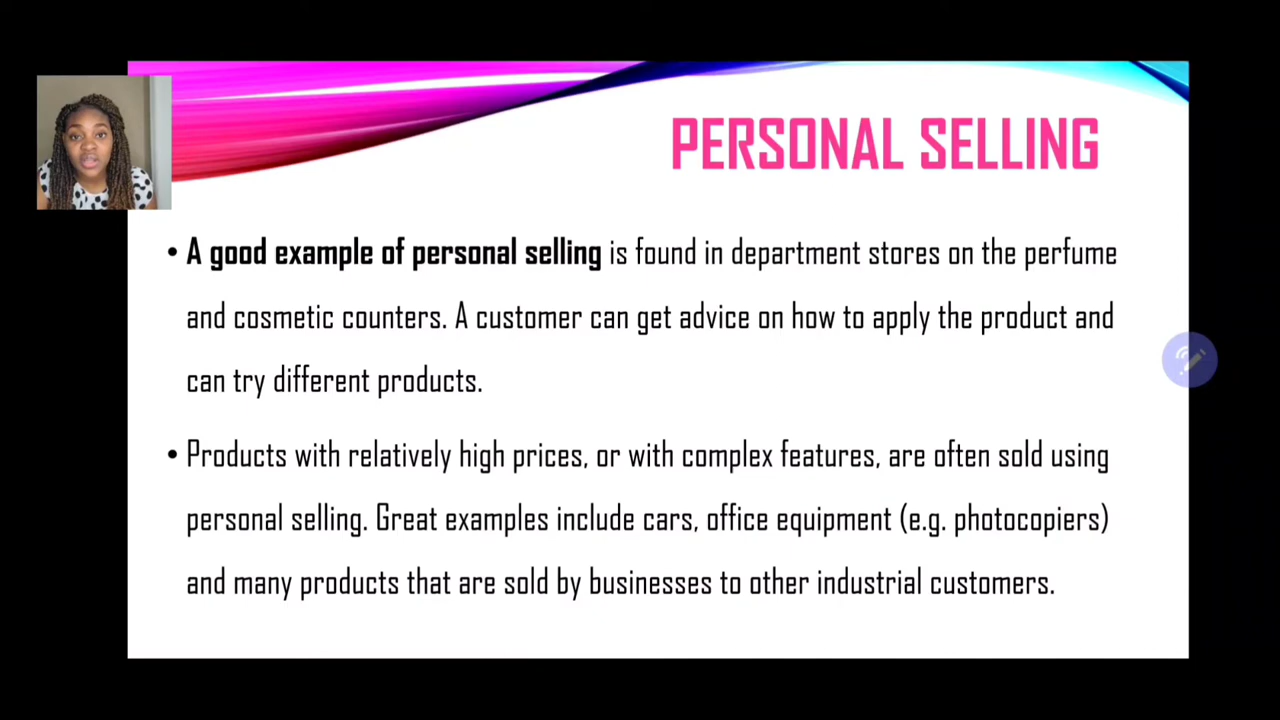 PERSONAL SELLING
• A good example of personal selling is found in department stores on the perfume
and cosmetic counters. A customer can get advice on how to apply the product and
can try different products.
• Products with relatively high prices, or with complex features, are often sold using
personal selling. Great examples include cars, office equipment (e.g. photocopiers)
and many products that are sold by businesses to other industrial customers.